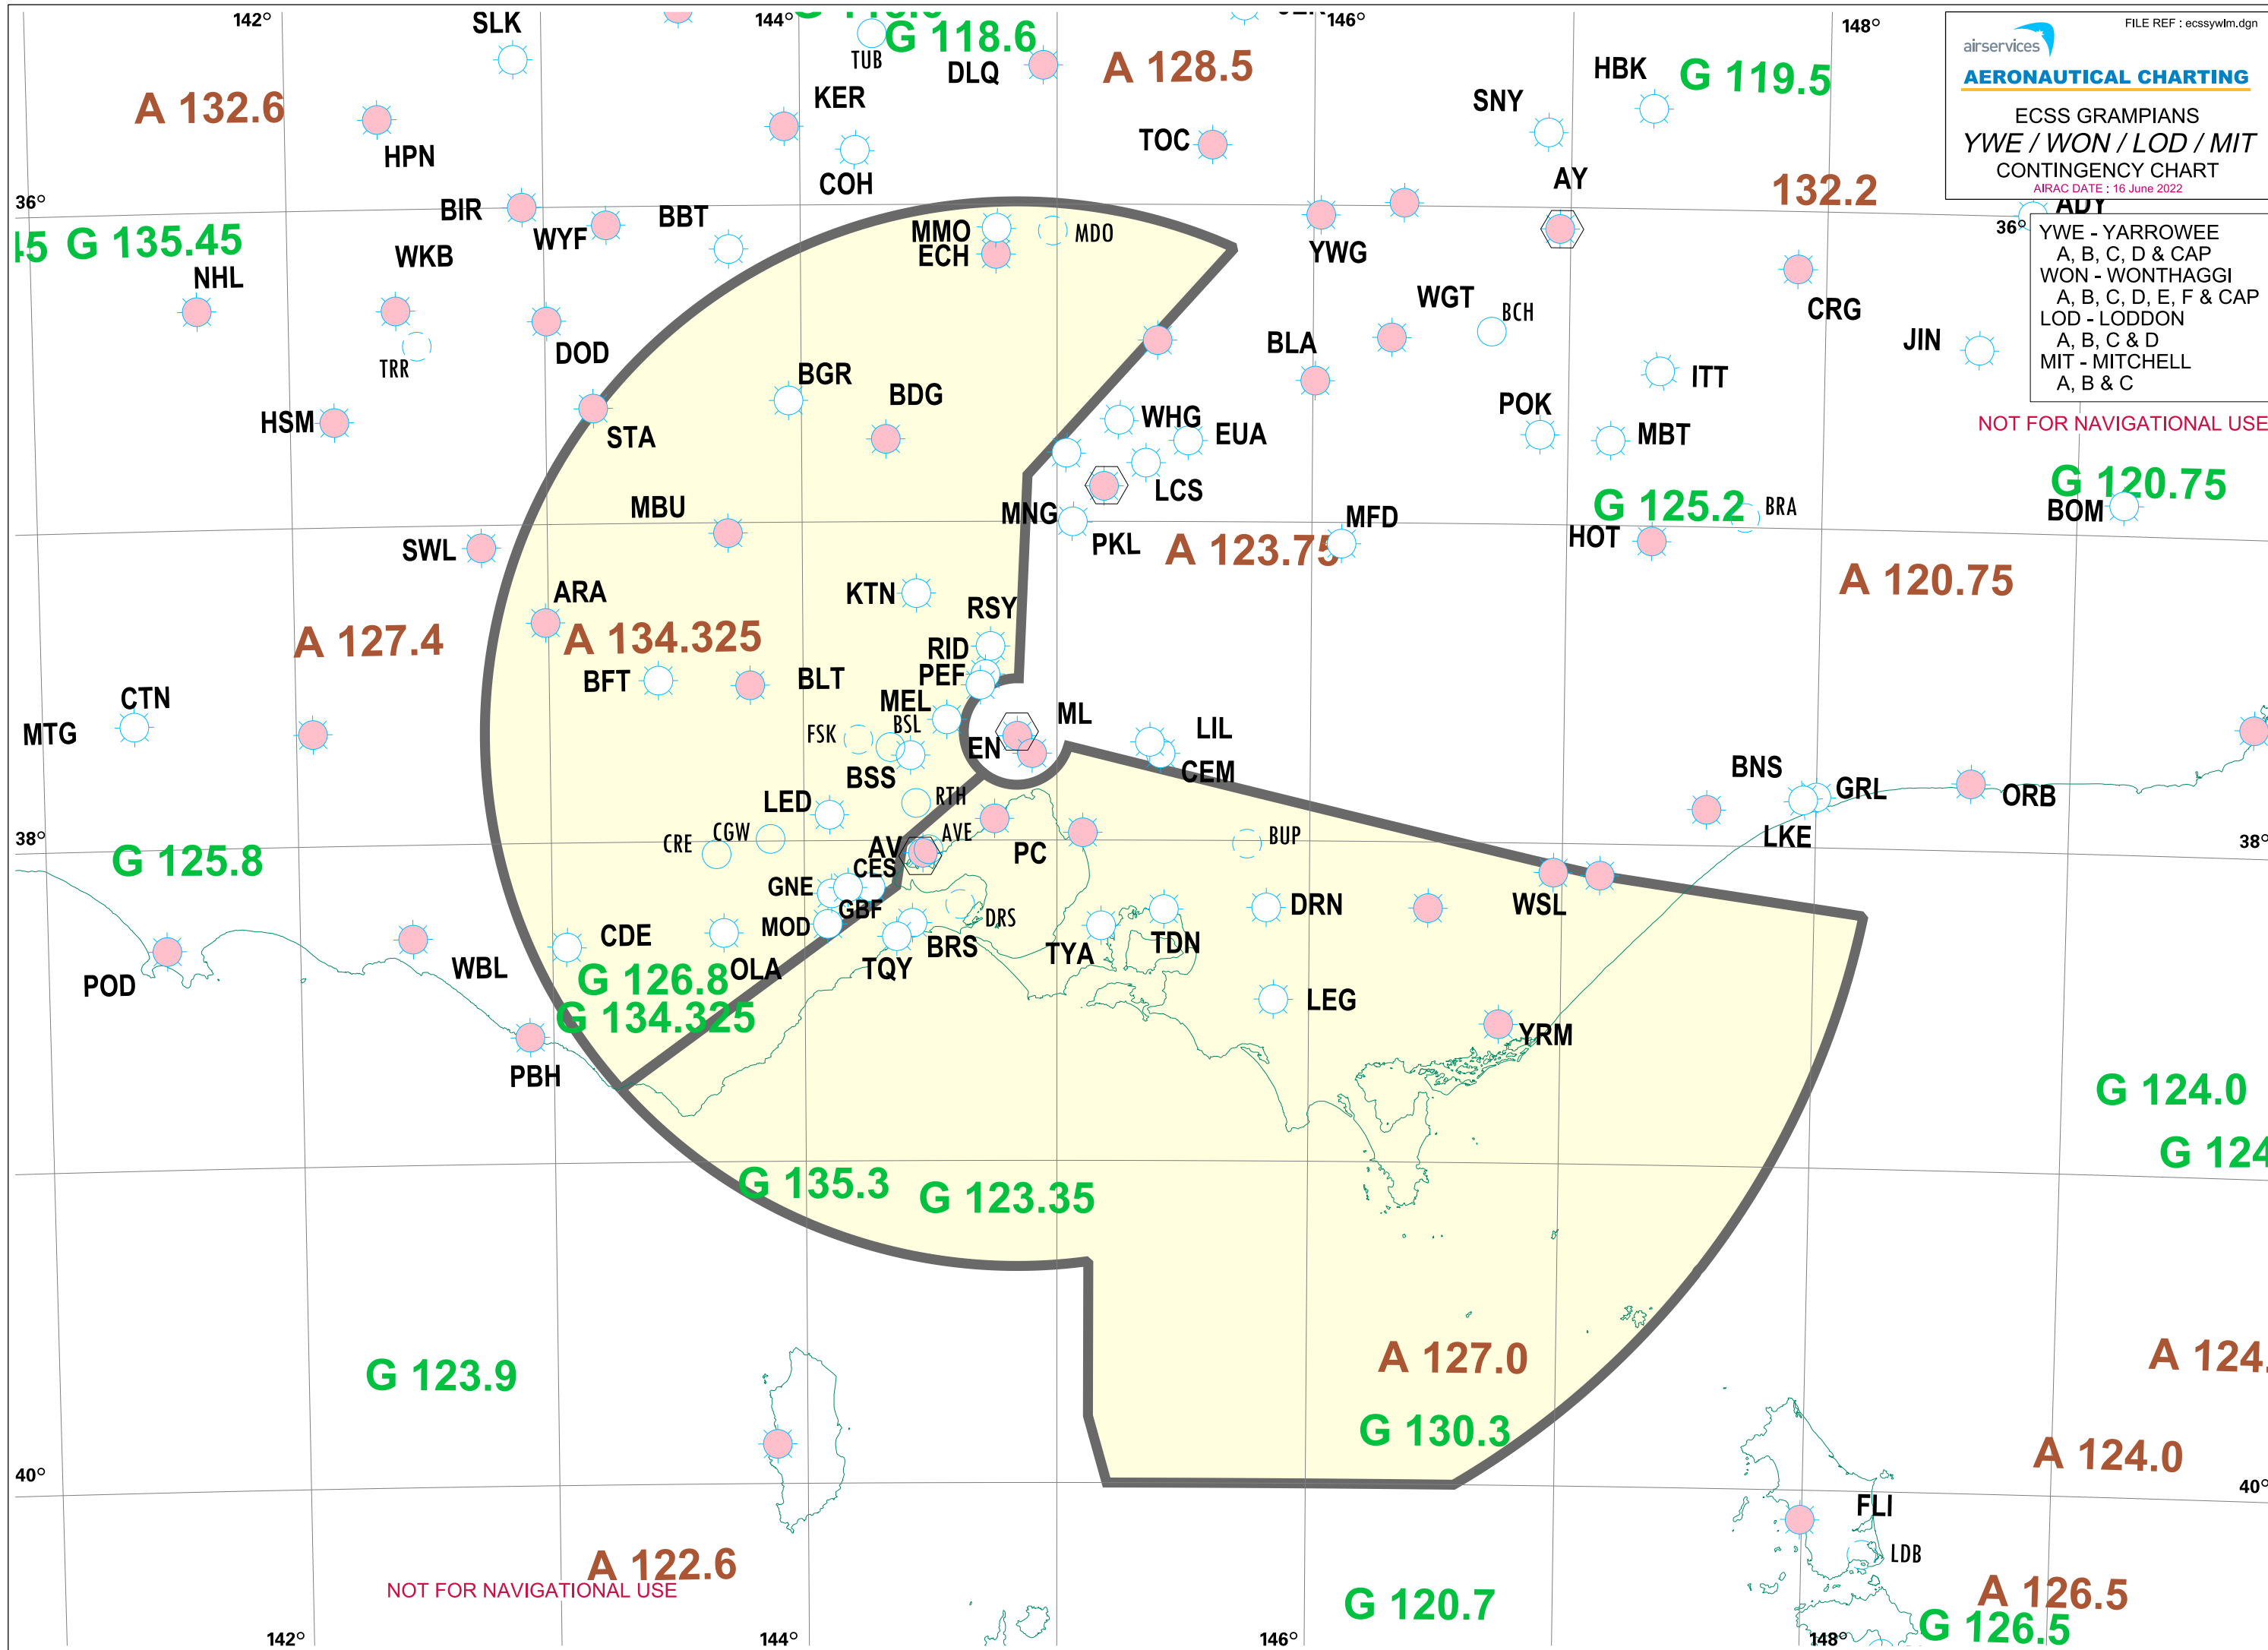 142°
144°
146°
148°
SLK
TUB
G 118.6
DLQ
A 128.5
HBK
G 119.5
FILE REF : ecssywlm.dgn
airservices
AERONAUTICAL CHARTING
ECSS GRAMPIANS
YWE / WON / LOD / MIT
CONTINGENCY CHART
AIRAC DATE : 16 June 2022
A 132.6
HPN
KER
COH
TOC
SNY
AY
132.2
ADY
36°
36°
BIR
WYF
BBT
MMO
ECH
MDO
YWG
YWE - YARROWEE
A, B, C, D & CAP
WON - WONTHAGGI
A, B, C, D, E, F & CAP
LOD - LODDON
A, B, C & D
MIT - MITCHELL
A, B & C
G 135.45
NHL
WKB
TRR
DOD
WGT
BCH
CRG
JIN
BLA
ITT
NOT FOR NAVIGATIONAL USE
HSM
STA
BGR
BDG
WHG
EUA
POK
MBT
LCS
G 120.75
BOM
MBU
MNG
PKL
MFD
G 125.2
BRA
HOT
SWL
A 123.75
A 120.75
ARA
KTN
RSY
A 127.4
A 134.325
RID
PEF
BFT
BLT
MEL
CTN
MTG
FSK
BSL
EN
ML
LIL
CEM
BSS
BNS
GRL
ORB
LKE
LED
RTH
CGW
CRE
AV
AVE
PC
BUP
38°
38°
G 125.8
CES
GNE
GBF
MOD
DRS
DRN
WSL
CDE
OLA
TQY
BRS
TYA
TDN
POD
WBL
G 126.8
G 134.325
LEG
YRM
PBH
G 124.0
G 135.3
G 123.35
G 123.9
A 127.0
G 130.3
A 124.0
40°
40°
FLI
LDB
A 122.6
NOT FOR NAVIGATIONAL USE
G 120.7
A 126.5
G 126.5
142°
144°
146°
148°